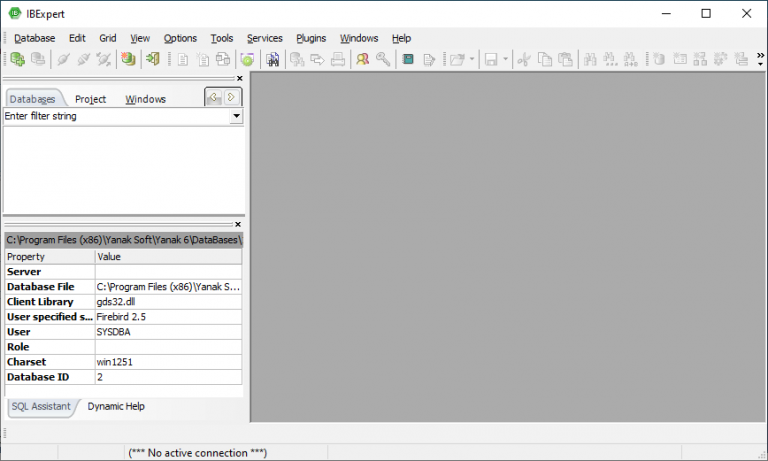 IBExpert
Database Edit Grid View Options Tools Services Plugins Windows Help
Databases Project Windows
Enter filter string
C:\Program Files (x86)\Yanak Soft\Yanak 6\DataBases\
Property Value
Server
Database File C:\Program Files (x86)\Yanak S...
Client Library gds32.dll
User specified s... Firebird 2.5
User SYSDBA
Role
Charset win1251
Database ID 2
SQL Assistant Dynamic Help
(*** No active connection ***)